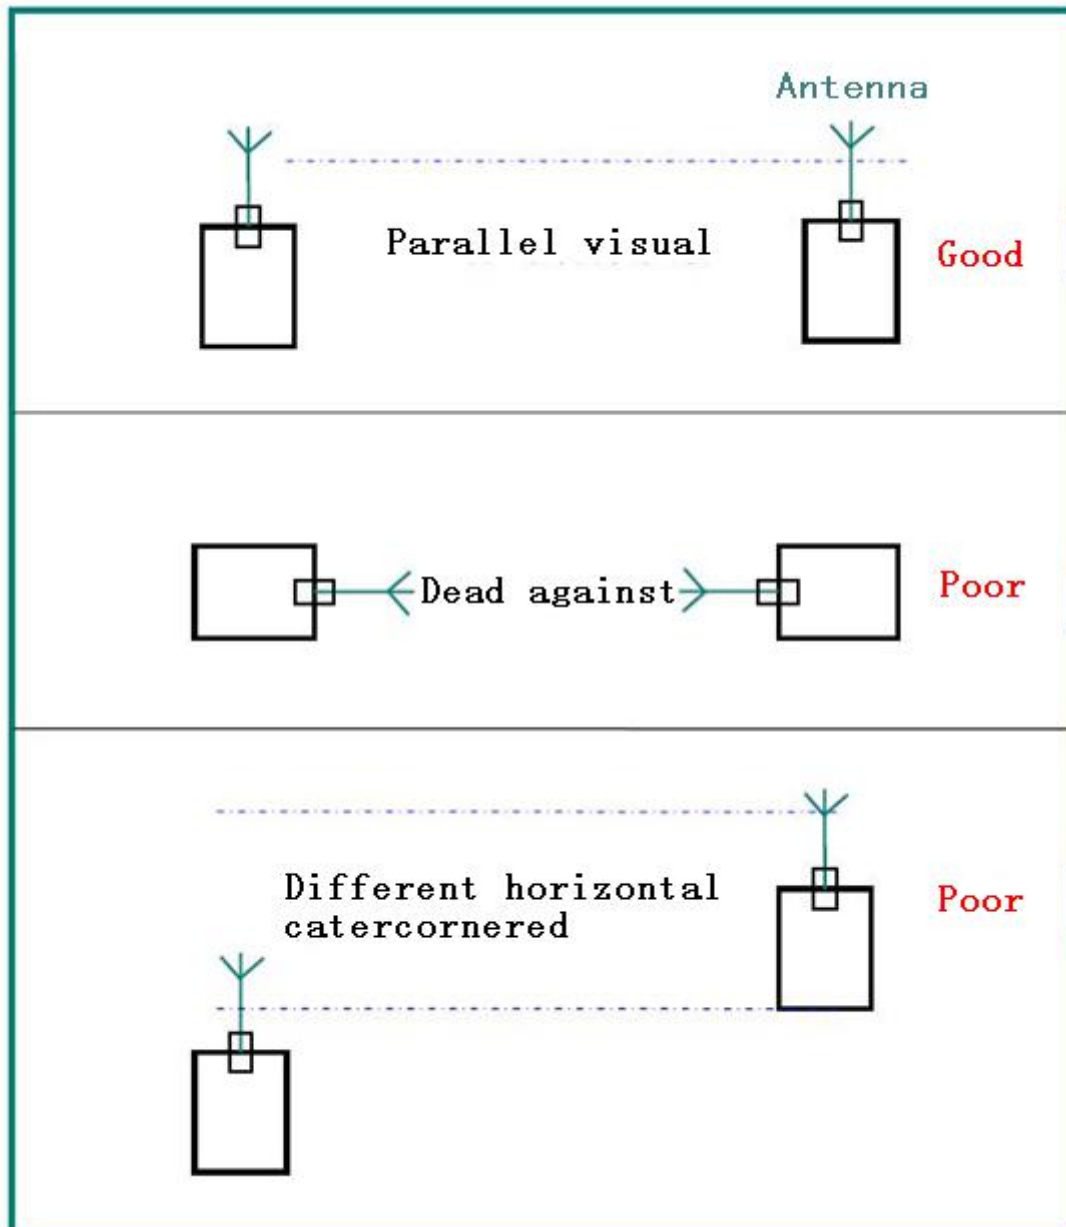 Antenna
Parallel visual
Good
Dead against
Poor
Different horizontal
catercornered
Poor